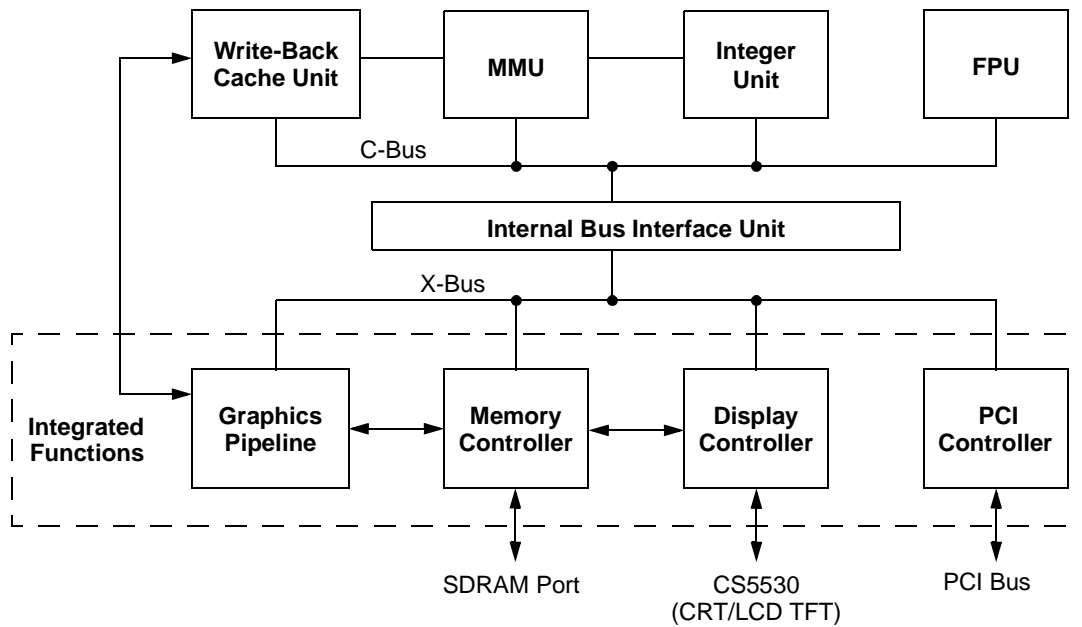 Write-Back
Cache Unit
MMU
Integer
Unit
FPU
C-Bus
Internal Bus Interface Unit
X-Bus
Integrated
Functions
Graphics
Pipeline
Memory
Controller
Display
Controller
PCI
Controller
SDRAM Port
CS5530
(CRT/LCD TFT)
PCI Bus